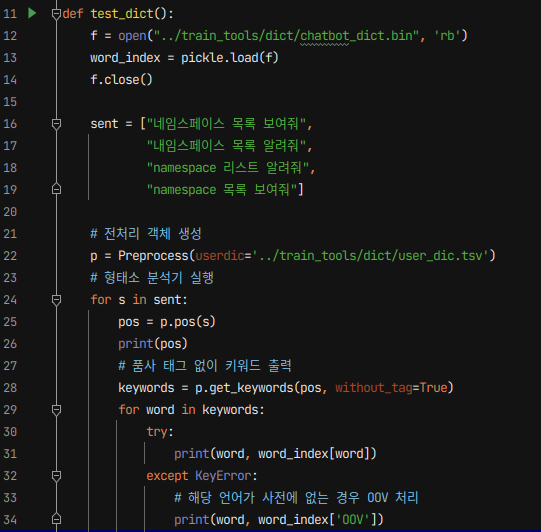 11 def test_dict():
12     f = open("../train_tools/dict/chatbot_dict.bin", 'rb')
13     word_index = pickle.load(f)
14     f.close()
15
16     sent = ["네임스페이스 목록 보여줘",
17             "내임스페이스 목록 알려줘",
18             "namespace 리스트 알려줘",
19             "namespace 목록 보여줘"]
20
21     # 전처리 객체 생성
22     p = Preprocess(userdic='../train_tools/dict/user_dic.tsv')
23     # 형태소 분석기 실행
24     for s in sent:
25         pos = p.pos(s)
26         print(pos)
27         # 품사 태그 없이 키워드 출력
28         keywords = p.get_keywords(pos, without_tag=True)
29         for word in keywords:
30             try:
31                 print(word, word_index[word])
32             except KeyError:
33                 # 해당 언어가 사전에 없는 경우 OOV 처리
34                 print(word, word_index['OOV'])